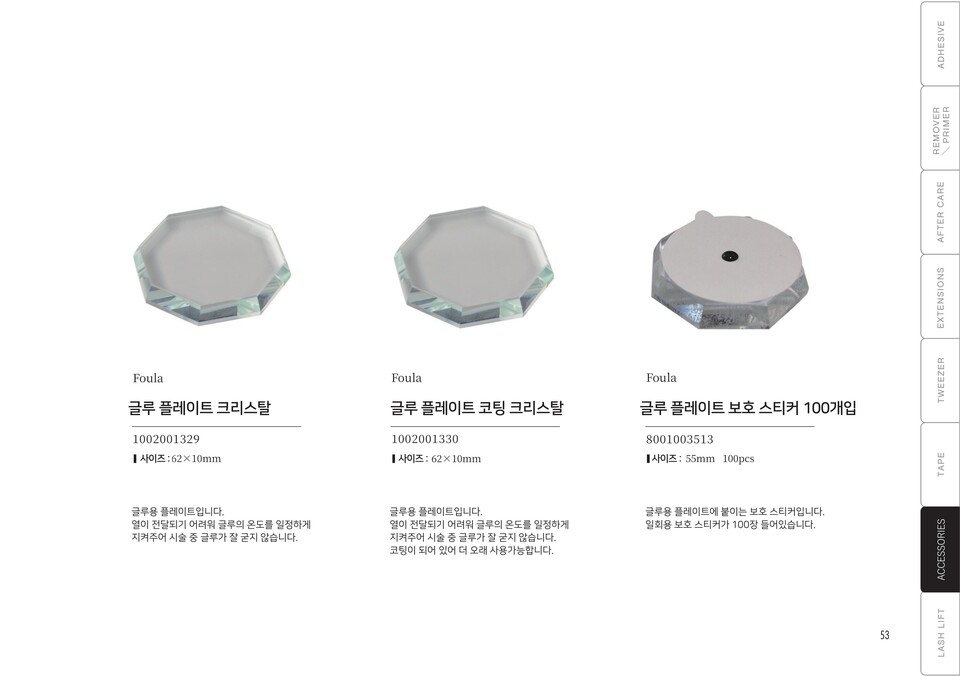 Foula
글루 플레이트 크리스탈
1002001329
사이즈 : 62×10mm
글루용 플레이트입니다.
열이 전달되기 어려워 글루의 온도를 일정하게
지켜주어 시술 중 글루가 잘 굳지 않습니다.
Foula
글루 플레이트 코팅 크리스탈
1002001330
사이즈 : 62×10mm
글루용 플레이트입니다.
열이 전달되기 어려워 글루의 온도를 일정하게
지켜주어 시술 중 글루가 잘 굳지 않습니다.
코팅이 되어 있어 더 오래 사용가능합니다.
Foula
글루 플레이트 보호 스티커 100개입
8001003513
사이즈 : 55mm 100pcs
글루용 플레이트에 붙이는 보호 스티커입니다.
일회용 보호 스티커가 100장 들어있습니다.
ADHESIVE
REMOVER
/ PRIMER
AFTER CARE
EXTENSIONS
TWEEZER
TAPE
ACCESSORIES
LASH LIFT
53